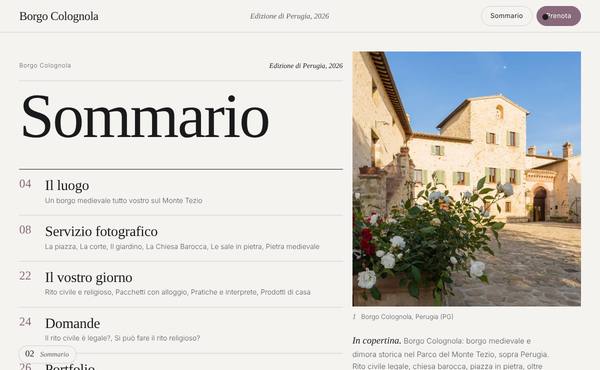 Borgo Colognola
Edizione di Perugia, 2026
Sommario
Prenota
Borgo Colognola
Edizione di Perugia, 2026
Sommario
04 Il luogo
Un borgo medievale tutto vostro sul Monte Tezio
08 Servizio fotografico
La piazza, La corte, Il giardino, La Chiesa Barocca, Le sale in pietra, Pietra medievale
22 Il vostro giorno
Rito civile e religioso, Pacchetti con alloggio, Pratiche e interprete, Prodotti di casa
24 Domande
Il rito civile è legale?, Si può fare il rito religioso?
02 Sommario
26 Portfolio
1 Borgo Colognola, Perugia (PG)
In copertina. Borgo Colognola: borgo medievale e
dimora storica nel Parco del Monte Tezio, sopra Perugia.
Rito civile legale, chiesa barocca, piazza in pietra, oltre